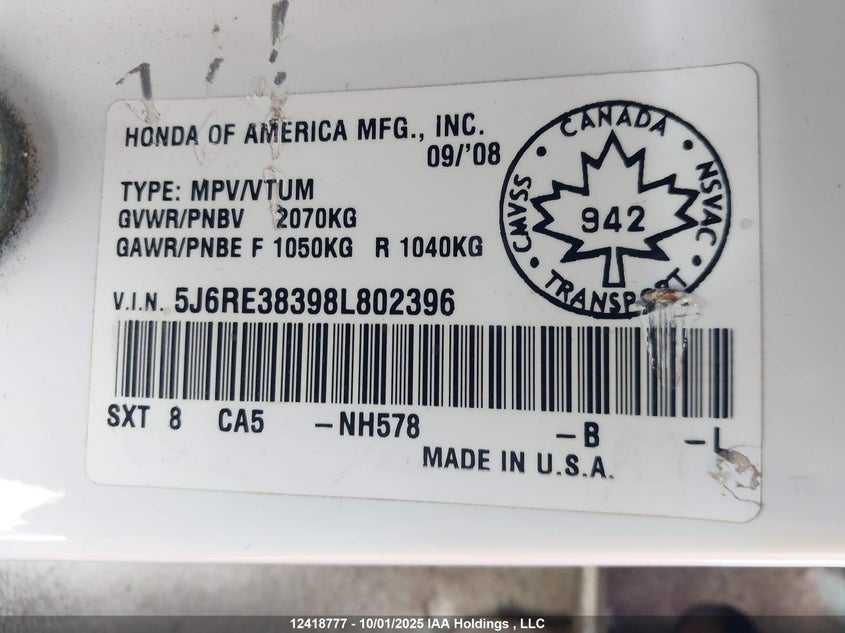 HONDA OF AMERICA MFG., INC.
09/'08
TYPE: MPV/VTUM
GVWR/PNBV 2070KG
GAWR/PNBE F 1050KG R 1040KG
CANADA
CMVSS
942
NSVAC
TRANSPORT
V.I.N. 5J6RE38398L802396
SXT 8 CA5 -NH578 -B -L
MADE IN U.S.A.
12418777 - 10/01/2025 IAA Holdings , LLC